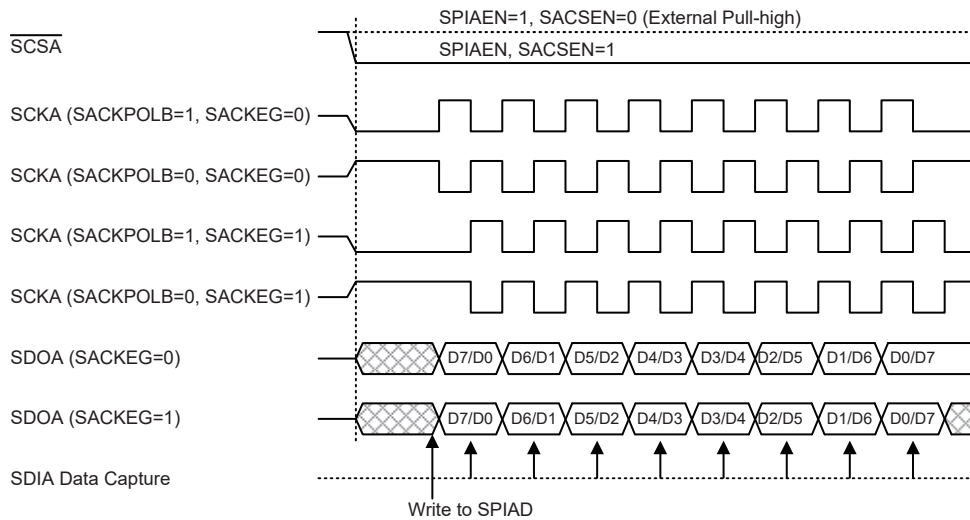 SPIAEN=1, SACSEN=0 (External Pull-high)
SCSA
SPIAEN, SACSEN=1
SCKA (SACKPOLB=1, SACKEG=0)
SCKA (SACKPOLB=0, SACKEG=0)
SCKA (SACKPOLB=1, SACKEG=1)
SCKA (SACKPOLB=0, SACKEG=1)
SDOA (SACKEG=0) D7/D0 D6/D1 D5/D2 D4/D3 D3/D4 D2/D5 D1/D6 D0/D7
SDOA (SACKEG=1) D7/D0 D6/D1 D5/D2 D4/D3 D3/D4 D2/D5 D1/D6 D0/D7
SDIA Data Capture
Write to SPIAD